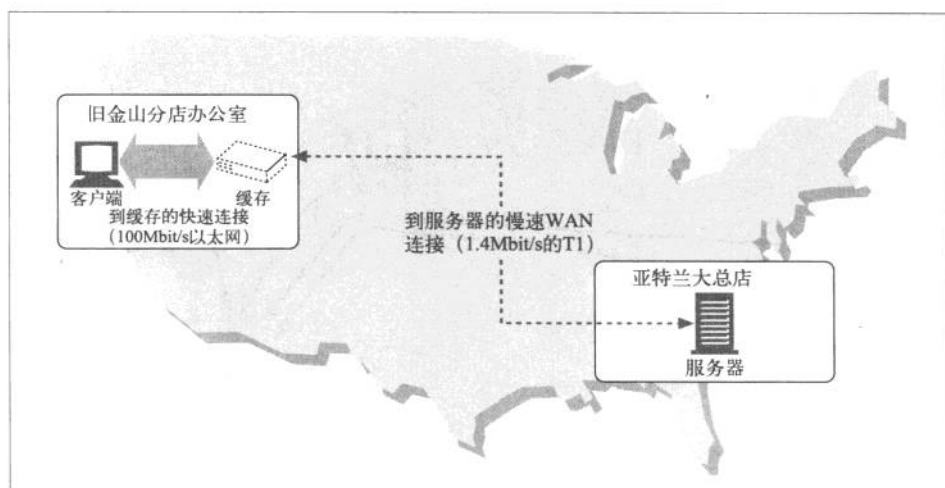 旧金山分店办公室
客户端
缓存
到缓存的快速连接
（100Mbit/s以太网）
到服务器的慢速WAN
连接（1.4Mbit/s的T1）
亚特兰大总店
服务器